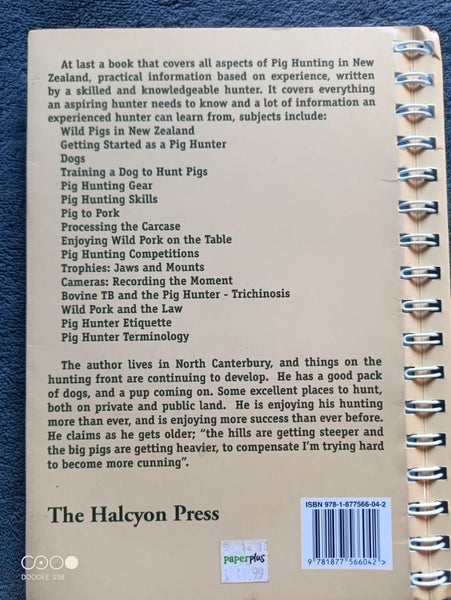 At last a book that covers all aspects of Pig Hunting in New
Zealand, practical information based on experience, written
by a skilled and knowledgeable hunter. It covers everything
an aspiring hunter needs to know and a lot of information an
experienced hunter can learn from, subjects include:
Wild Pigs in New Zealand
Getting Started as a Pig Hunter
Dogs
Training a Dog to Hunt Pigs
Pig Hunting Gear
Pig Hunting Skills
Pig to Pork
Processing the Carcase
Enjoying Wild Pork on the Table
Pig Hunting Competitions
Trophies: Jaws and Mounts
Cameras: Recording the Moment
Bovine TB and the Pig Hunter - Trichinosis
Wild Pork and the Law
Pig Hunter Etiquette
Pig Hunter Terminology
The author lives in North Canterbury, and things on the
hunting front are continuing to develop. He has a good pack
of dogs, and a pup coming on. Some excellent places to hunt,
both on private and public land. He is enjoying his hunting
more than ever, and is enjoying more success than ever before.
He claims as he gets older; “the hills are getting steeper and
the big pigs are getting heavier, to compensate I’m trying hard
to become more cunning”.
The Halcyon Press
ISBN 978-1-877566-04-2
9 781877 566042 >
paperplus
DOOGEE S98